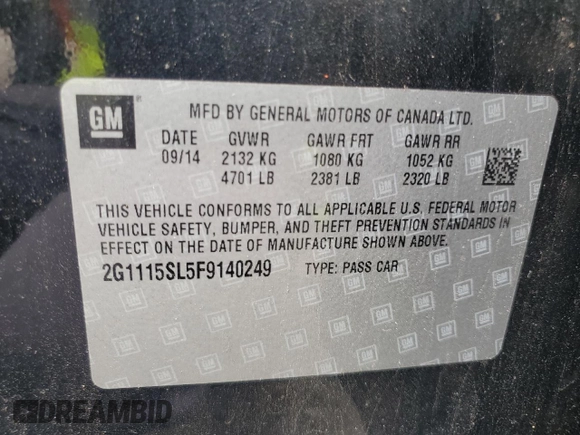 GM
MFD BY GENERAL MOTORS OF CANADA LTD.
DATE GVWR GAWR FRT GAWR RR
09/14 2132 KG 1080 KG 1052 KG
4701 LB 2381 LB 2320 LB
THIS VEHICLE CONFORMS TO ALL APPLICABLE U.S. FEDERAL MOTOR
VEHICLE SAFETY, BUMPER, AND THEFT PREVENTION STANDARDS IN
EFFECT ON THE DATE OF MANUFACTURE SHOWN ABOVE.
2G1115SL5F9140249 TYPE: PASS CAR
DREAMBID